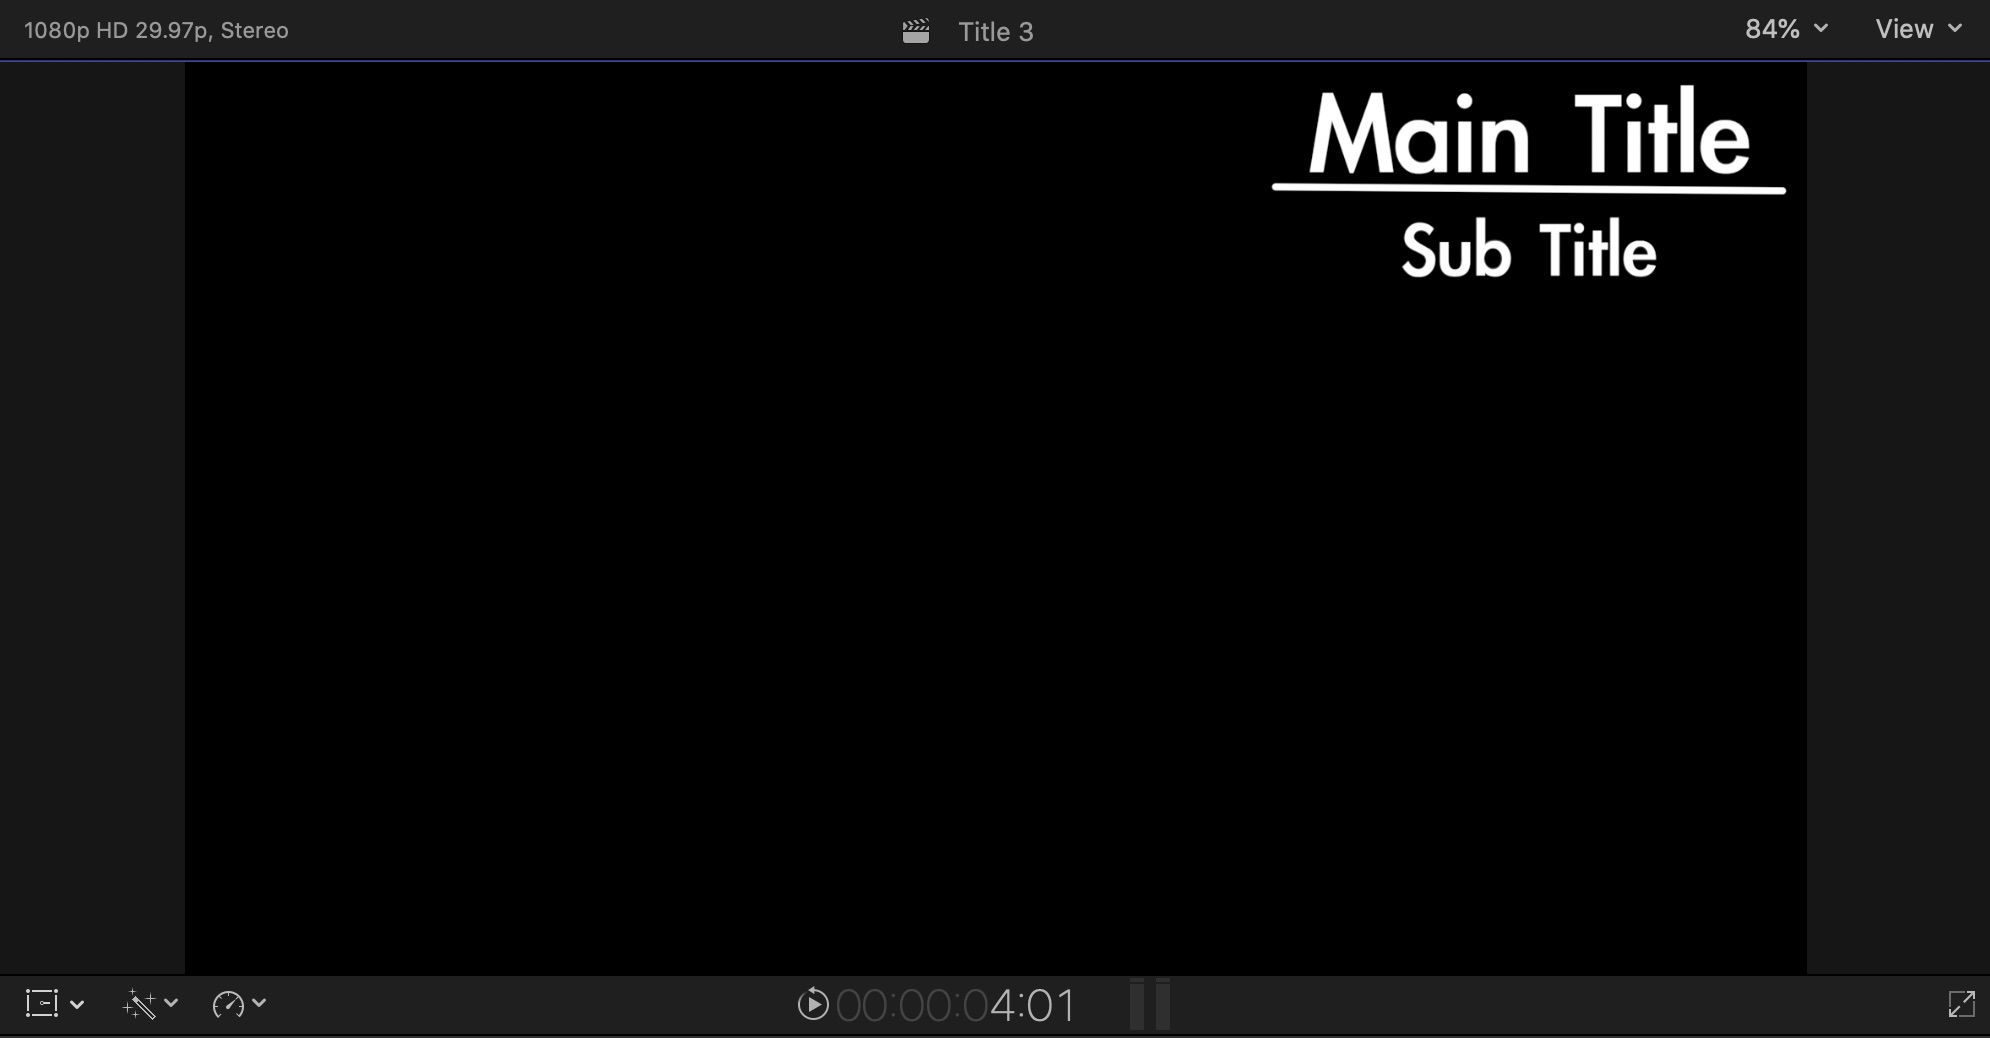 1080p HD 29.97p, Stereo
Title 3
84%
View
Main Title
Sub Title
00:00:04:01